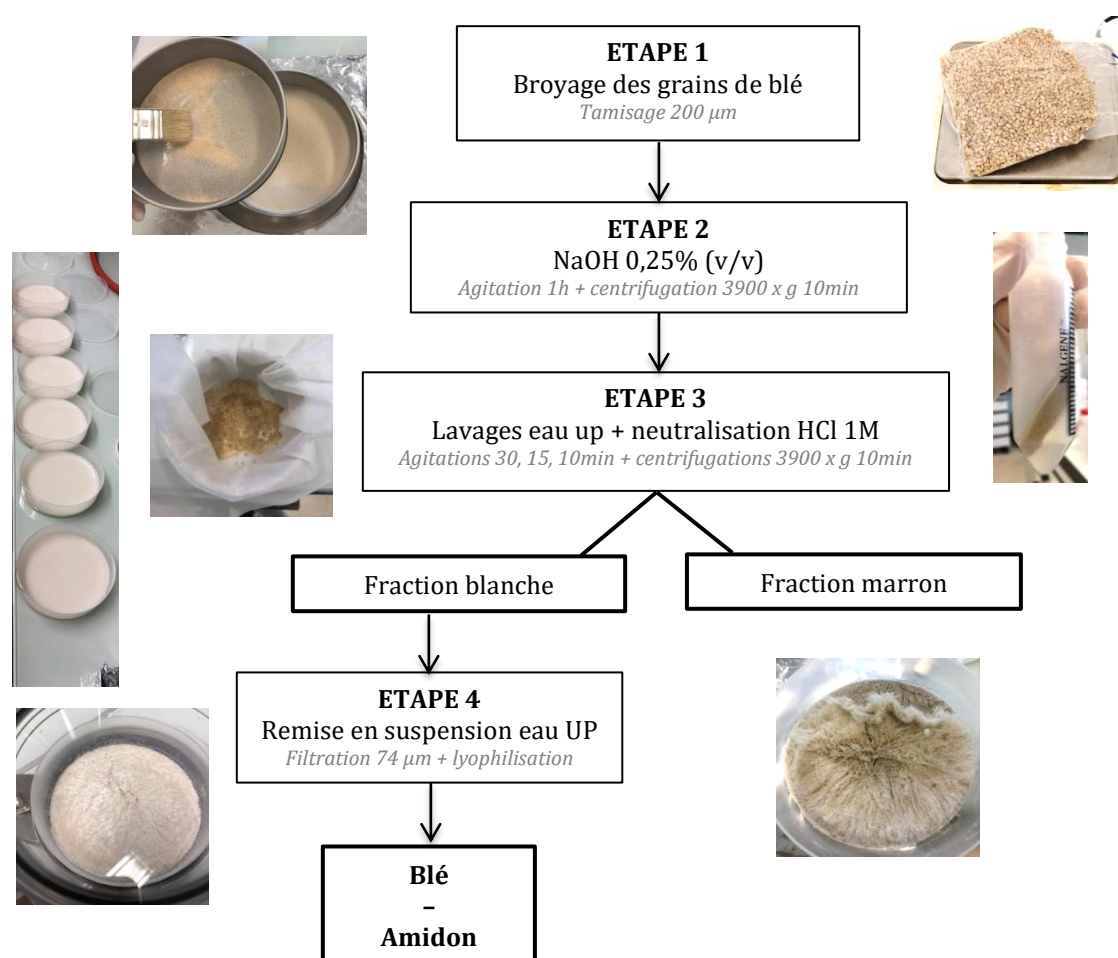 ETAPE 1
Broyage des grains de blé
Tamisage 200 µm
ETAPE 2
NaOH 0,25% (v/v)
Agitation 1h + centrifugation 3900 x g 10min
NALGENE
ETAPE 3
Lavages eau up + neutralisation HCl 1M
Agitations 30, 15, 10min + centrifugations 3900 x g 10min
Fraction blanche
Fraction marron
ETAPE 4
Remise en suspension eau UP
Filtration 74 µm + lyophilisation
Blé
–
Amidon